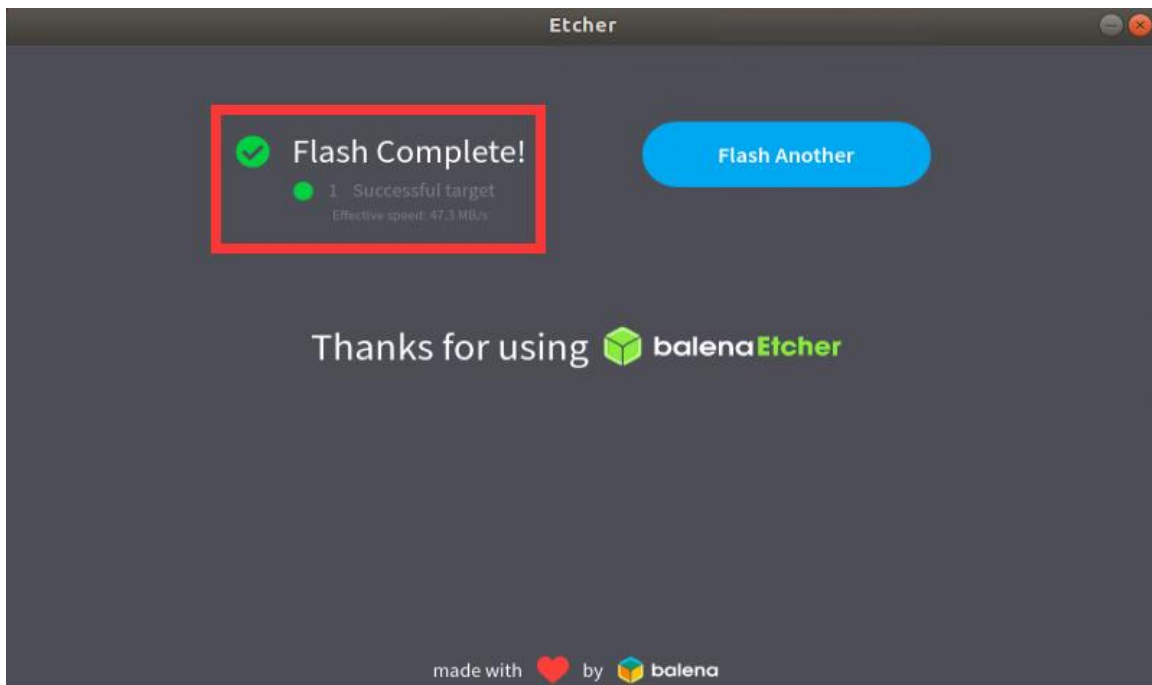 Etcher
Flash Complete!
1 Successful target
Effective speed: 47.3 MB/s
Flash Another
Thanks for using balenaEtcher
made with by balena